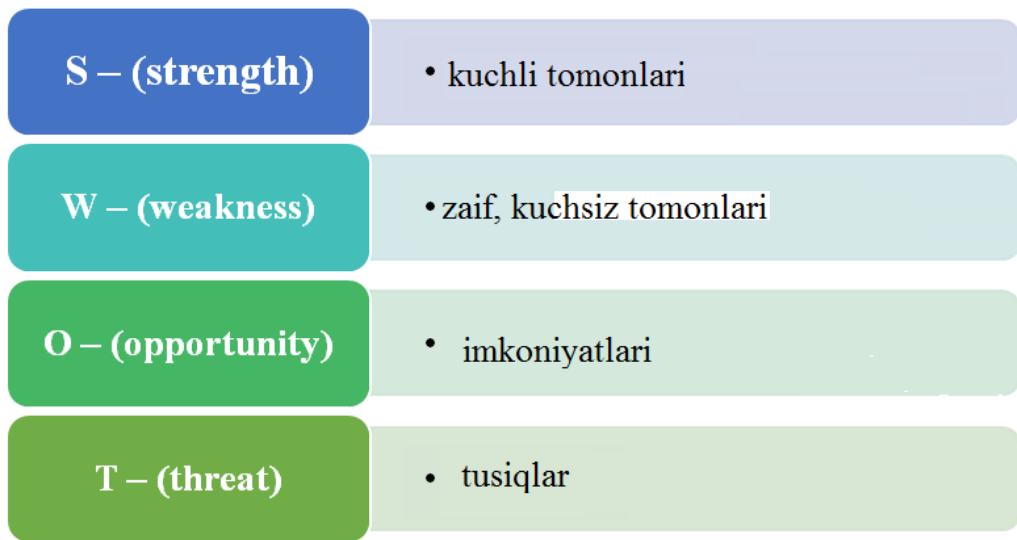 S – (strength)
• kuchli tomonlari
W – (weakness)
• zaif, kuchsiz tomonlari
O – (opportunity)
• imkoniyatlari
T – (threat)
• tusiqlar